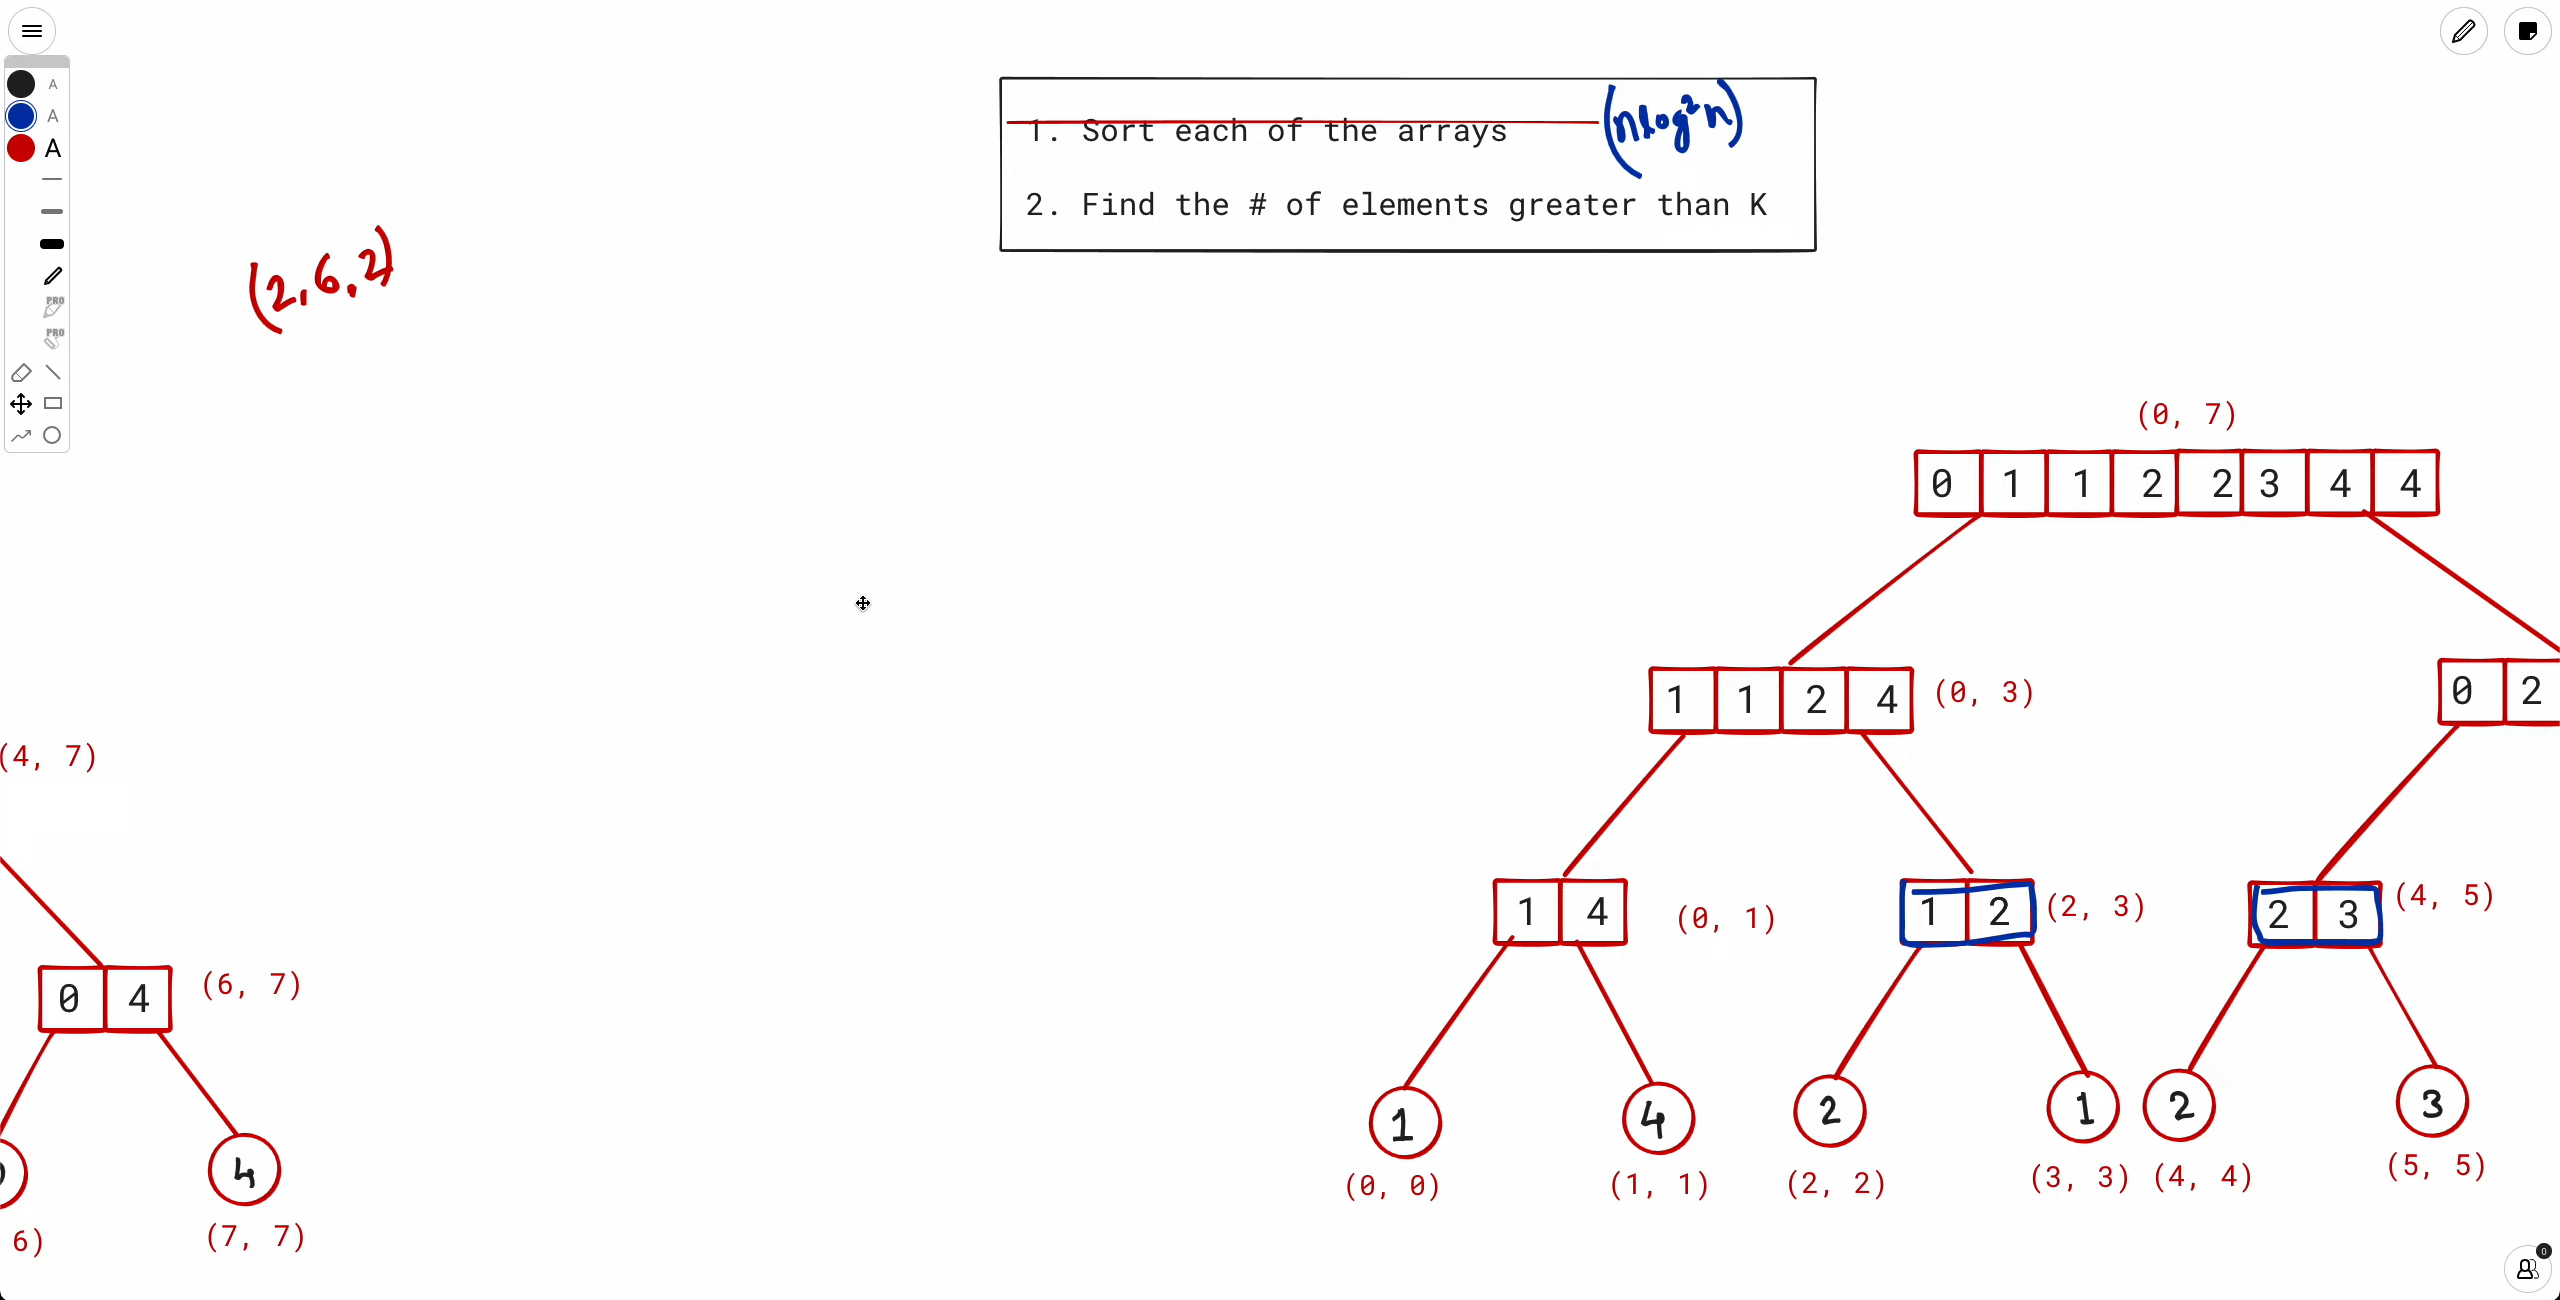 A
A
A
PRO
PRO
1. Sort each of the arrays (nlog²n)
2. Find the # of elements greater than K
(2,6,2)
(0, 7)
0 1 1 2 2 3 4 4
1 1 2 4 (0, 3)
0 2
(4, 7)
1 4 (0, 1)
1 2 (2, 3)
2 3 (4, 5)
0 4 (6, 7)
1 4 2 1 2 3
(0, 0) (1, 1) (2, 2) (3, 3) (4, 4) (5, 5)
4
6) (7, 7)
0